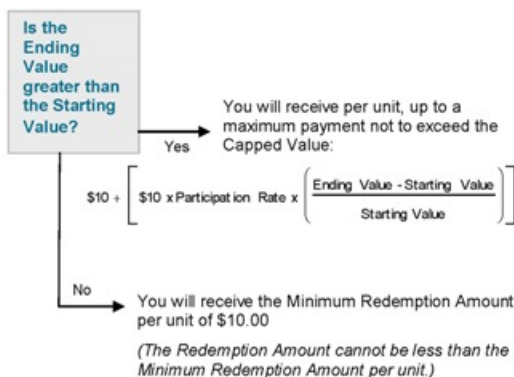 Is the
Ending
Value
greater than
the Starting
Value?
Yes
You will receive per unit, up to a
maximum payment not to exceed the
Capped Value:
$10 + [ $10 x Participation Rate x ( Ending Value - Starting Value
Starting Value ) ]
No
You will receive the Minimum Redemption Amount
per unit of $10.00
(The Redemption Amount cannot be less than the
Minimum Redemption Amount per unit.)